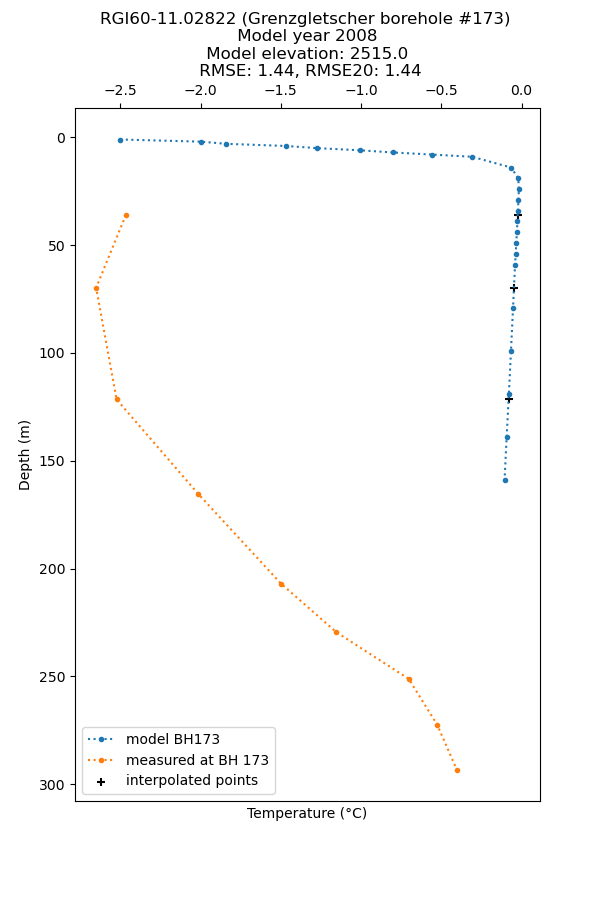 RGI60-11.02822 (Grenzgletscher borehole #173)
Model year 2008
Model elevation: 2515.0
RMSE: 1.44, RMSE20: 1.44
−2.5 −2.0 −1.5 −1.0 −0.5 0.0
0
50
100
150
200
250
300
Depth (m)
model BH173
measured at BH 173
interpolated points
Temperature (°C)